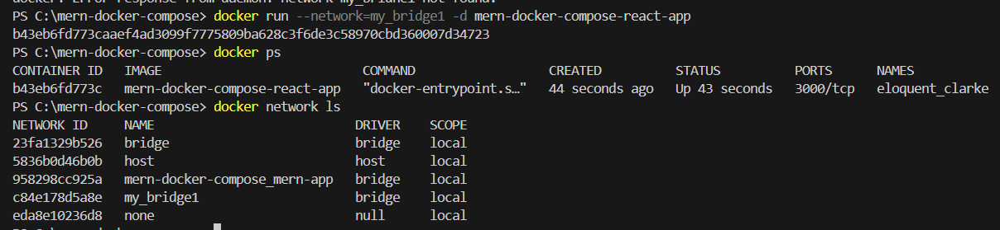 docker: Error response from daemon: network my_bridge1 not found.
PS C:\mern-docker-compose> docker run --network=my_bridge1 -d mern-docker-compose-react-app
b43eb6fd773caaef4ad3099f7775809ba628c3f6de3c58970cbd360007d34723
PS C:\mern-docker-compose> docker ps
CONTAINER ID   IMAGE                           COMMAND                  CREATED          STATUS          PORTS      NAMES
b43eb6fd773c   mern-docker-compose-react-app   "docker-entrypoint.s…"   44 seconds ago   Up 43 seconds   3000/tcp   eloquent_clarke
PS C:\mern-docker-compose> docker network ls
NETWORK ID     NAME                           DRIVER    SCOPE
23fa1329b526   bridge                         bridge    local
5836b0d46b0b   host                           host      local
958298cc925a   mern-docker-compose_mern-app   bridge    local
c84e178d5a8e   my_bridge1                     bridge    local
eda8e10236d8   none                           null      local